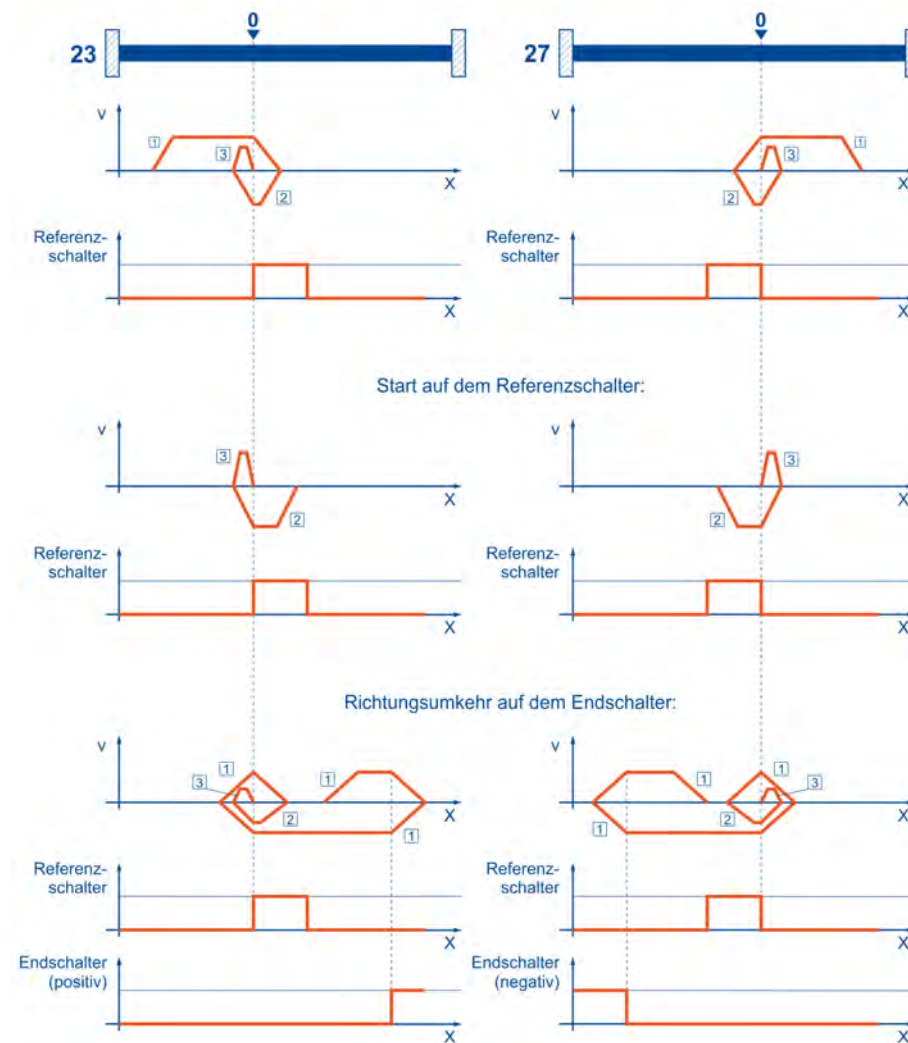 0
0
23
27
v
v
1
3
3
1
2
2
X
X
Referenz-
schalter
Referenz-
schalter
X
X
Start auf dem Referenzschalter:
v
v
3
3
2
2
X
X
Referenz-
schalter
Referenz-
schalter
X
X
Richtungsumkehr auf dem Endschalter:
v
v
3
1
1
1
1
3
2
1
1
2
X
X
Referenz-
schalter
Referenz-
schalter
X
X
Endschalter
(positiv)
Endschalter
(negativ)
X
X